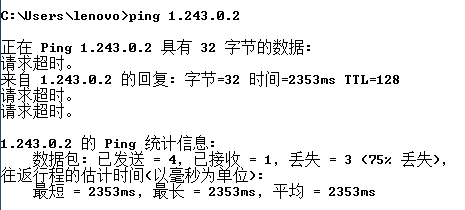 C:\Users\lenovo>ping 1.243.0.2
正在 Ping 1.243.0.2 具有 32 字节的数据:
请求超时。
来自 1.243.0.2 的回复: 字节=32 时间=2353ms TTL=128
请求超时。
请求超时。
1.243.0.2 的 Ping 统计信息:
数据包: 已发送 = 4，已接收 = 1，丢失 = 3 (75% 丢失)，
往返行程的估计时间(以毫秒为单位):
最短 = 2353ms，最长 = 2353ms，平均 = 2353ms